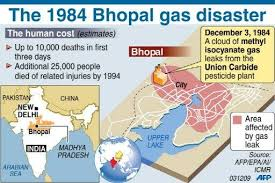 The 1984 Bhopal gas disaster
The human cost (estimates)
Up to 10,000 deaths in first
three days
Additional 25,000 people
died of related injuries by 1994
Bhopal
December 3, 1984
A cloud of methyl
isocyanate gas
leaks from the
Union Carbide
pesticide plant
City
PAKISTAN
CHINA
NEW
DELHI
Bhopal
INDIA
MADHYA
PRADESH
ARABIAN
SEA
UPPER
LAKE
Area
affected
by gas
leak
Source:
AFP/EPA/AI/
ICMR
031209 AFP